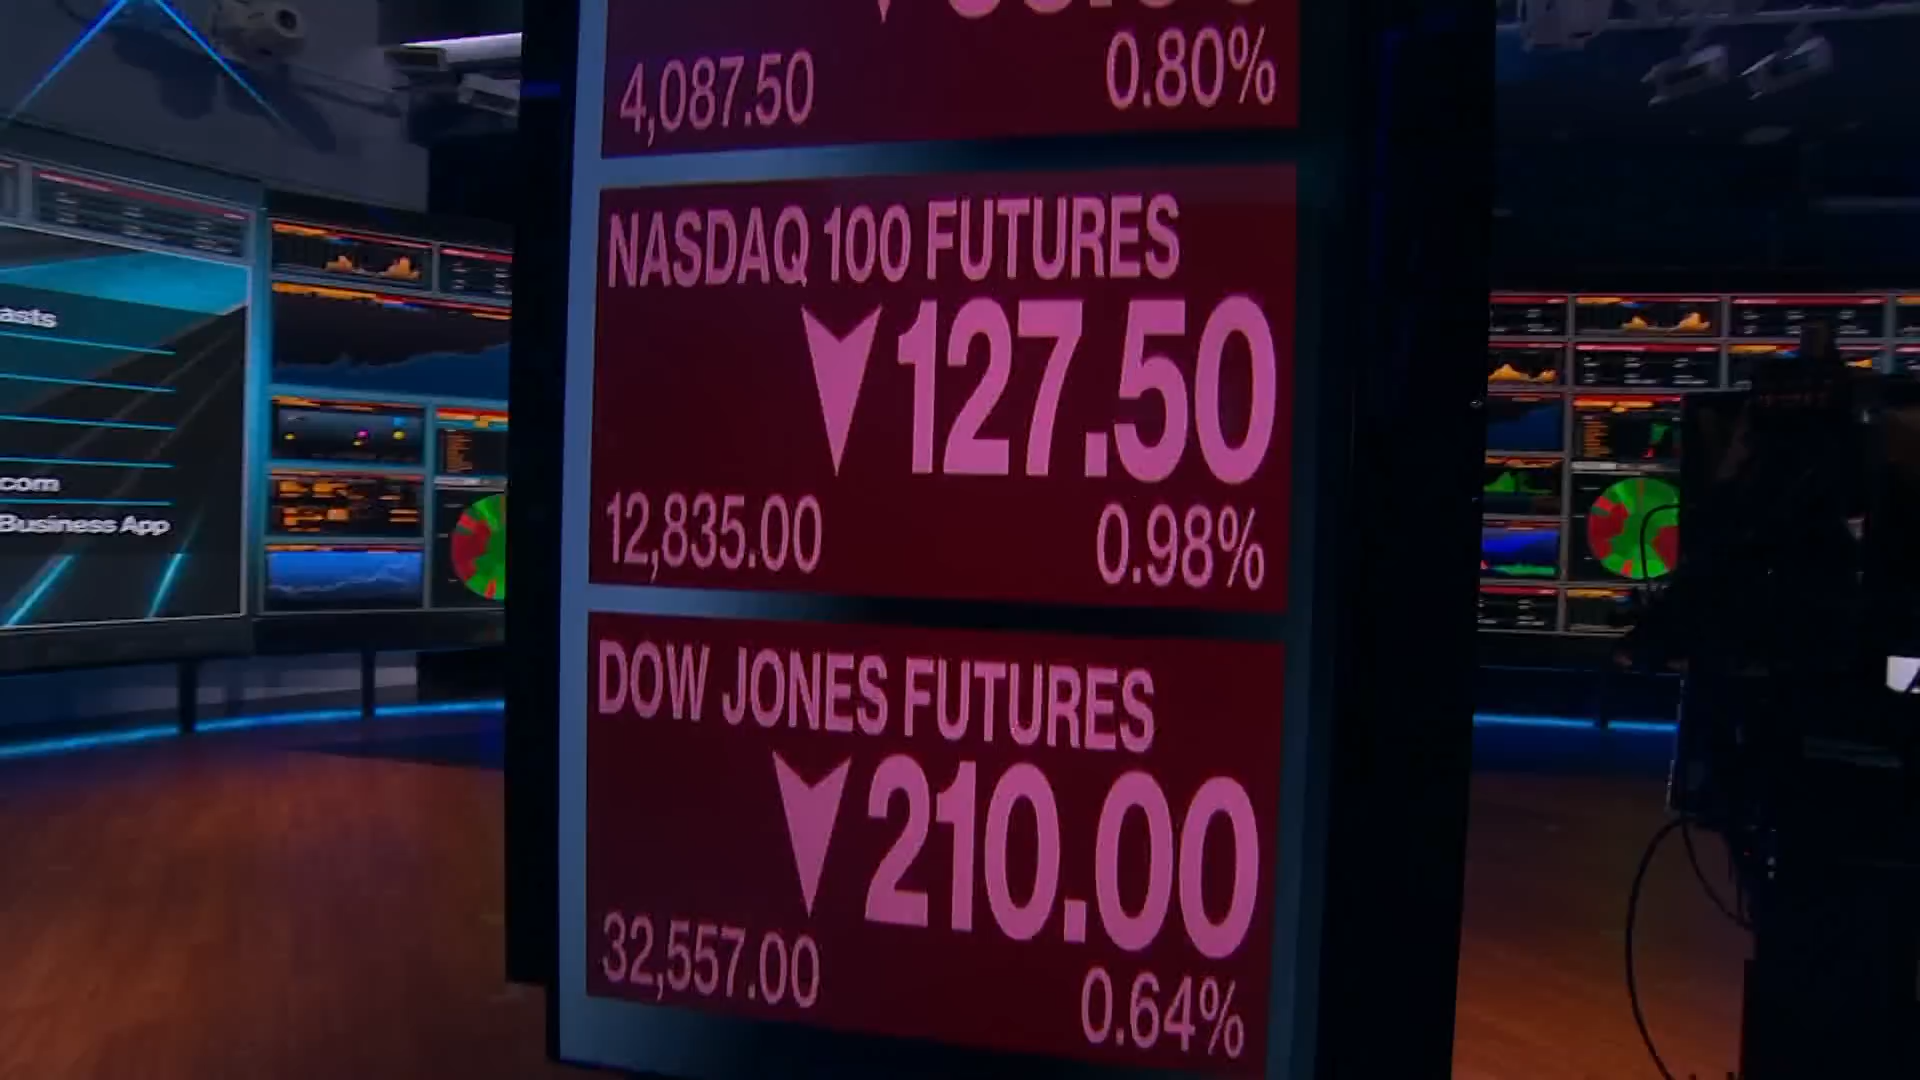 4,087.50
0.80%
NASDAQ 100 FUTURES
127.50
12,835.00
0.98%
DOW JONES FUTURES
210.00
32,557.00
0.64%
asts
com
Business App